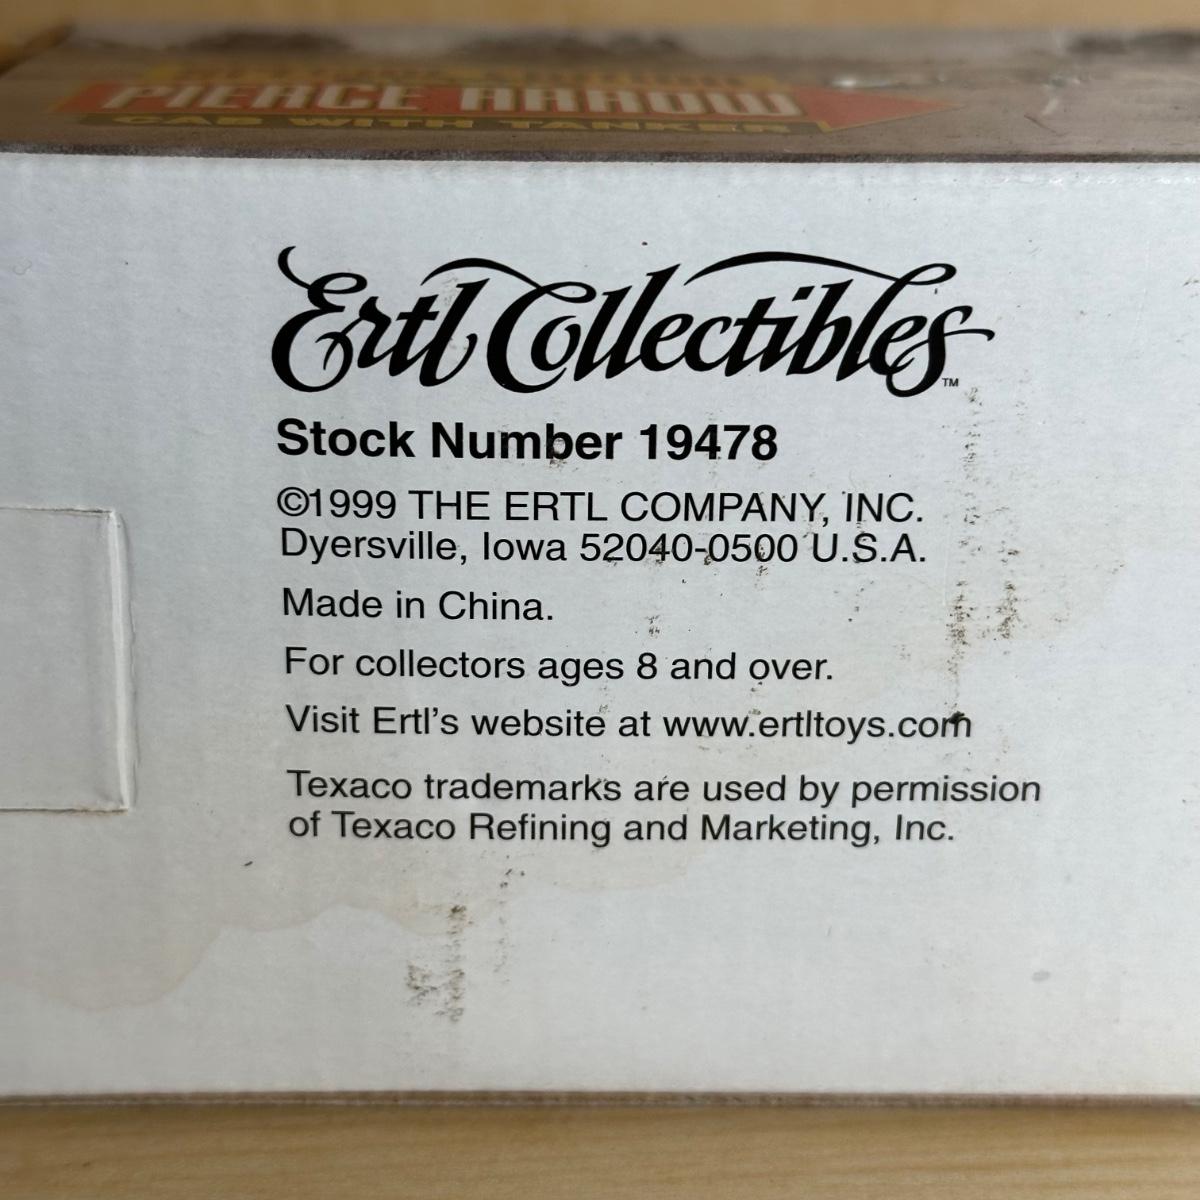 PIERCE ARROW
CAB WITH TANKER
Ertl Collectibles™
Stock Number 19478
©1999 THE ERTL COMPANY, INC.
Dyersville, Iowa 52040-0500 U.S.A.
Made in China.
For collectors ages 8 and over.
Visit Ertl’s website at www.ertltoys.com
Texaco trademarks are used by permission
of Texaco Refining and Marketing, Inc.